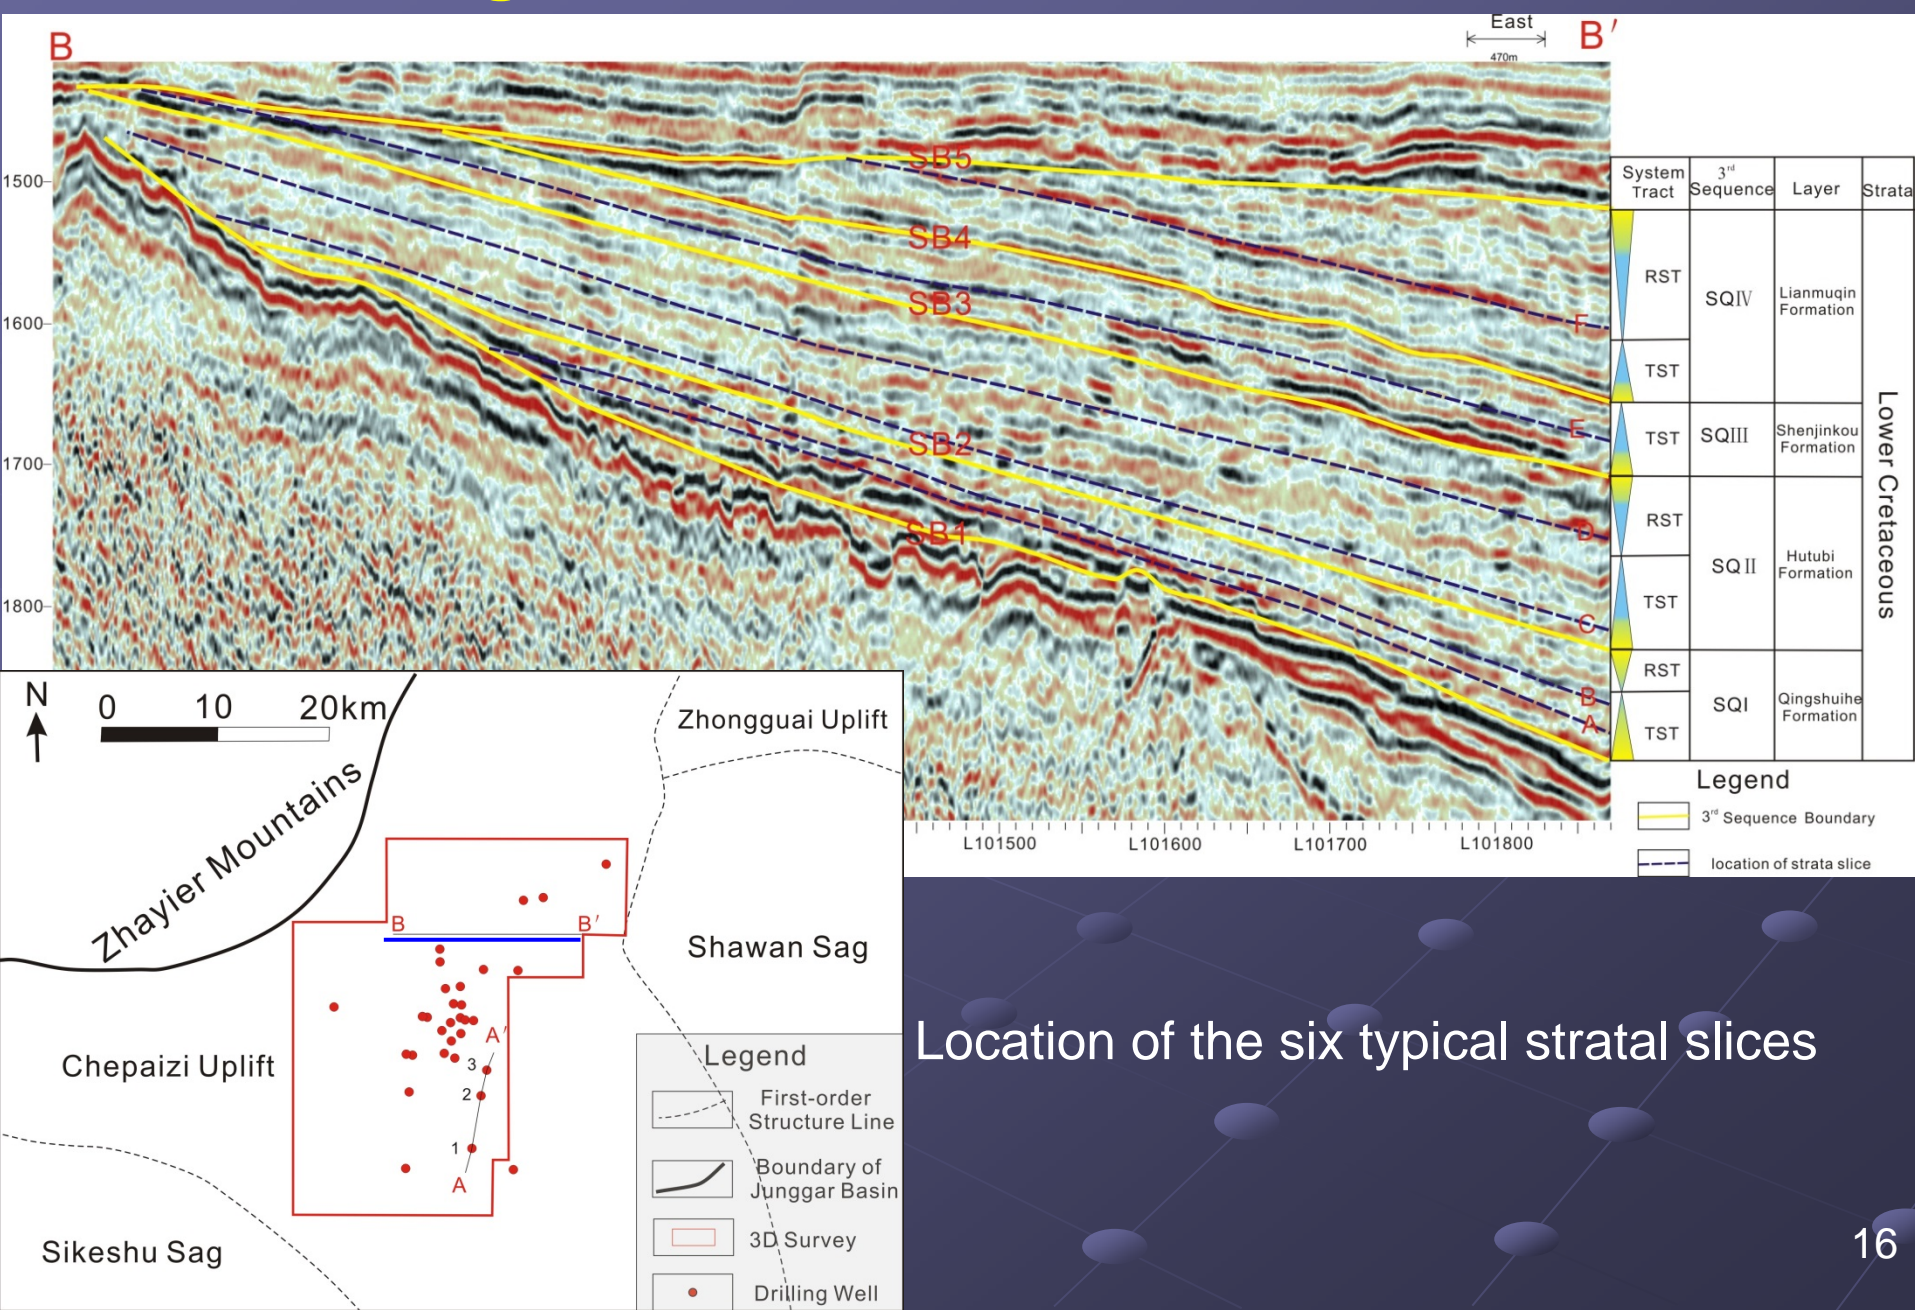 B
East
470m
B′
1500
1600
1700
1800
SB5
SB4
SB3
SB2
SB1
F
E
D
C
B
A
System Tract
3rd Sequence
Layer
Strata
RST
TST
SQIV
Lianmuqin Formation
TST
SQIII
Shenjinkou Formation
RST
TST
SQII
Hutubi Formation
RST
TST
SQI
Qingshuihe Formation
Lower Cretaceous
Legend
3rd Sequence Boundary
location of strata slice
L101500
L101600
L101700
L101800
N
0 10 20km
Zhayier Mountains
Zhongguai Uplift
Shawan Sag
Chepaizi Uplift
Sikeshu Sag
B
B′
A′
3
2
1
A
Legend
First-order
Structure Line
Boundary of
Junggar Basin
3D Survey
Drilling Well
Location of the six typical stratal slices
16